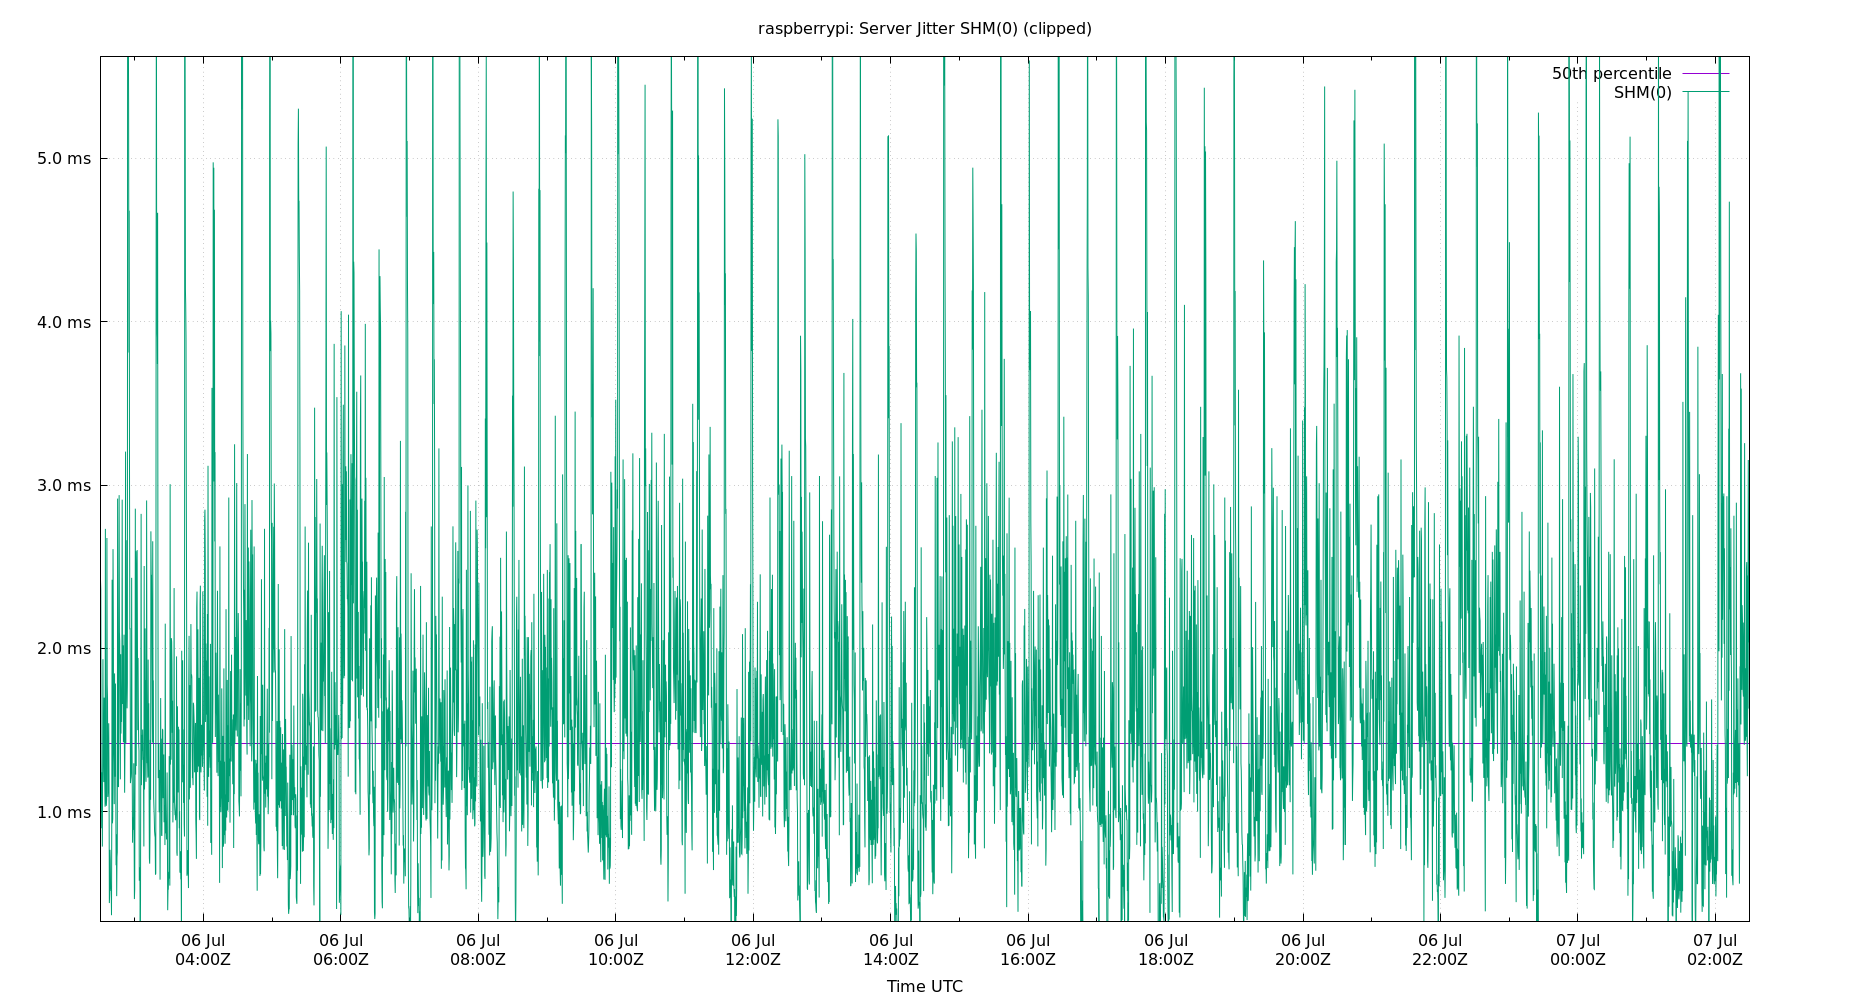 raspberrypi: Server Jitter SHM(0) (clipped)
50th percentile
SHM(0)
5.0 ms
4.0 ms
3.0 ms
2.0 ms
1.0 ms
06 Jul 06 Jul 06 Jul 06 Jul 06 Jul 06 Jul 06 Jul 06 Jul 06 Jul 06 Jul 07 Jul 07 Jul
04:00Z 06:00Z 08:00Z 10:00Z 12:00Z 14:00Z 16:00Z 18:00Z 20:00Z 22:00Z 00:00Z 02:00Z
Time UTC